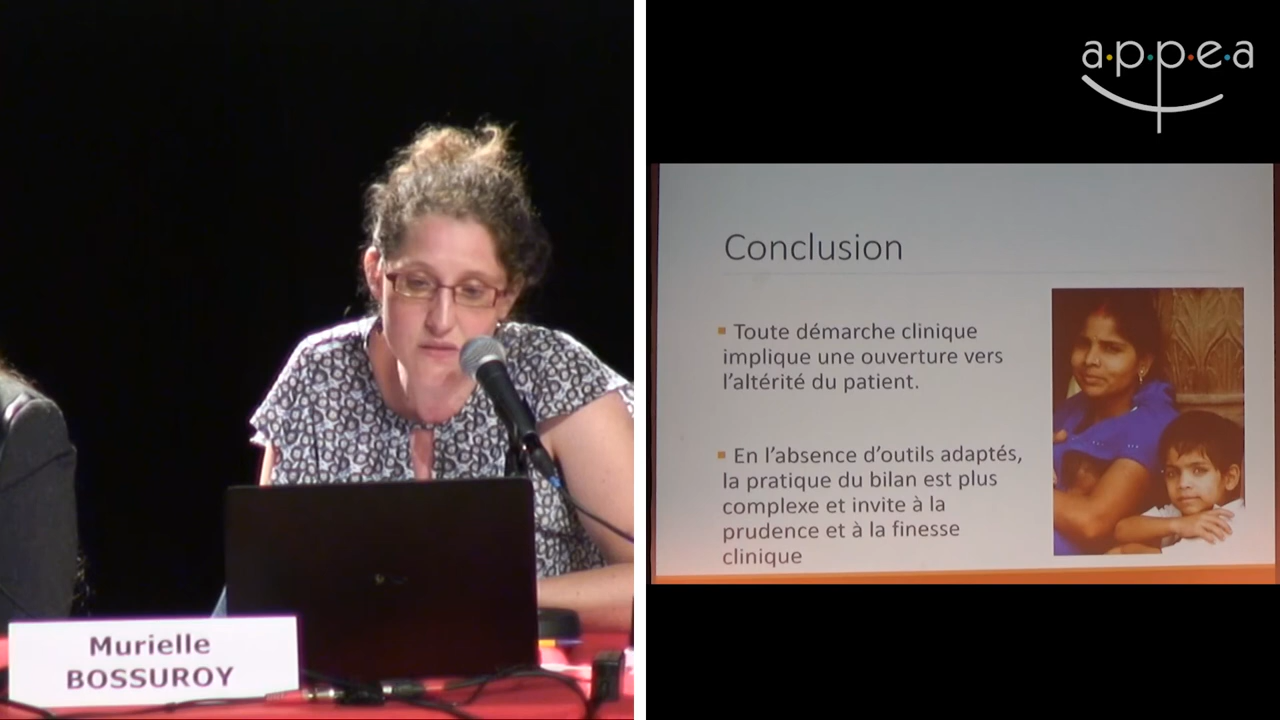 Murielle
BOSSUROY
a·p·p·e·a
Conclusion
▪ Toute démarche clinique
implique une ouverture vers
l'altérité du patient.
▪ En l'absence d'outils adaptés,
la pratique du bilan est plus
complexe et invite à la
prudence et à la finesse
clinique